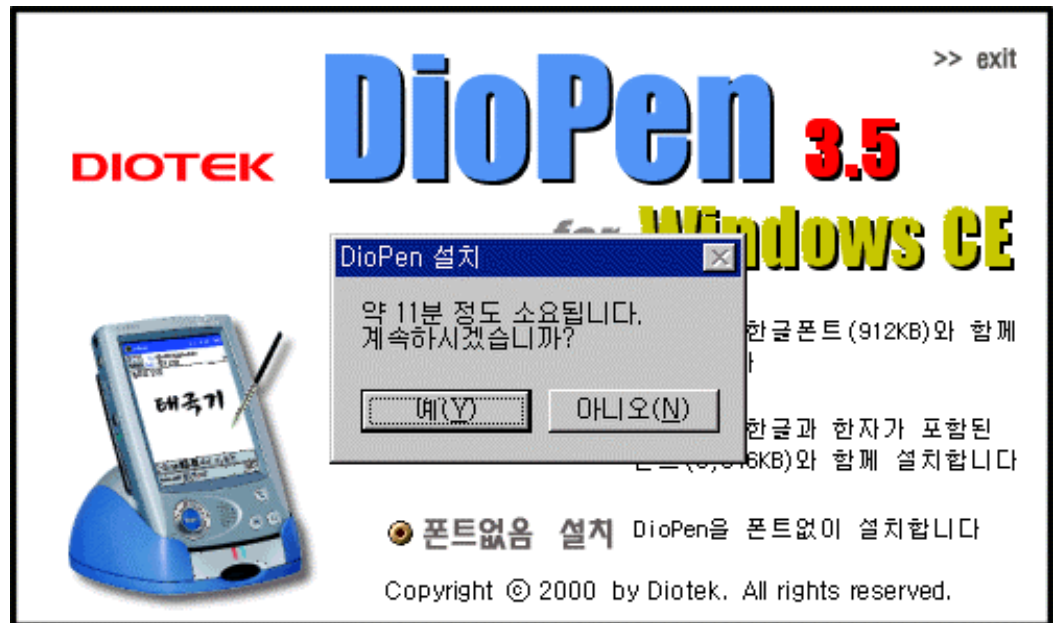 >> exit
DioPen 3.5
DIOTEK
for Windows CE
DioPen 설치
약 11분 정도 소요됩니다.
계속하시겠습니까?
예(Y)
아니오(N)
한글폰트(912KB)와 함께
한글과 한자가 포함된
함께 설치합니다
태극기
폰트없음 설치 DioPen을 폰트없이 설치합니다
Copyright © 2000 by Diotek. All rights reserved.